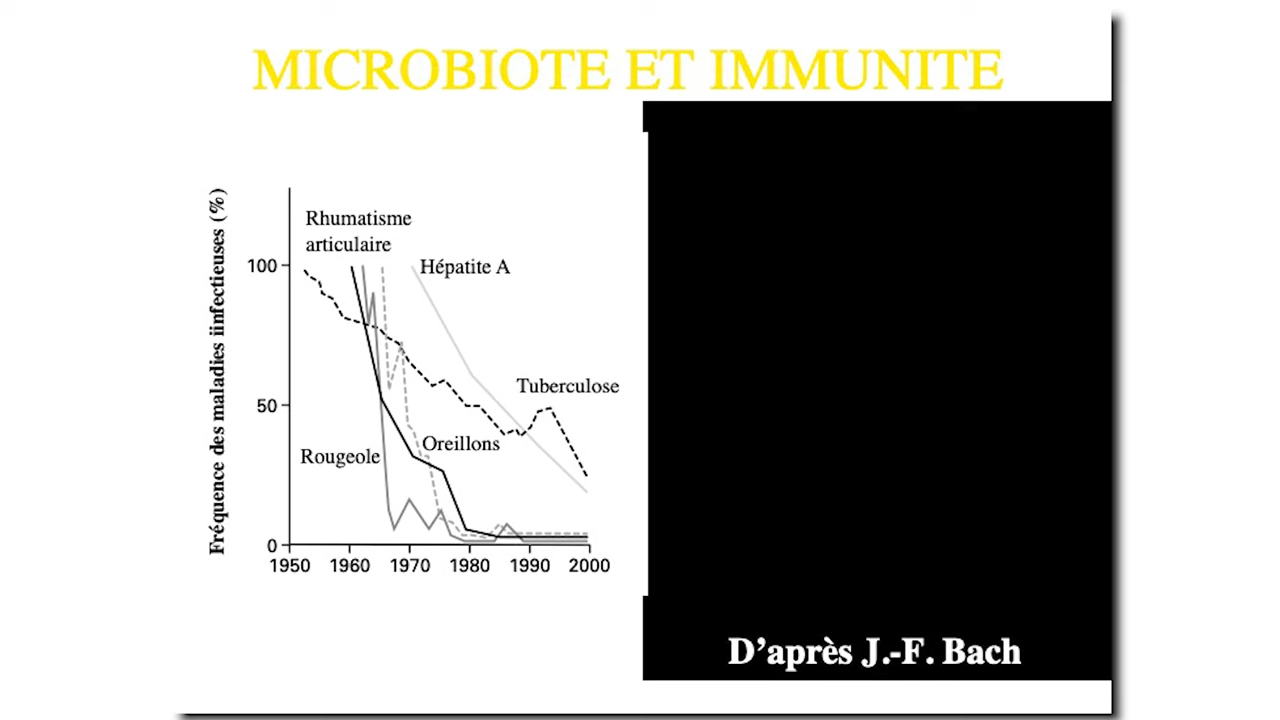 MICROBIOTE ET IMMUNITE
Fréquence des maladies iinfectieuses (%)
Rhumatisme
articulaire
100
Hépatite A
Tuberculose
50
Oreillons
Rougeole
0
1950 1960 1970 1980 1990 2000
D'après J.-F. Bach